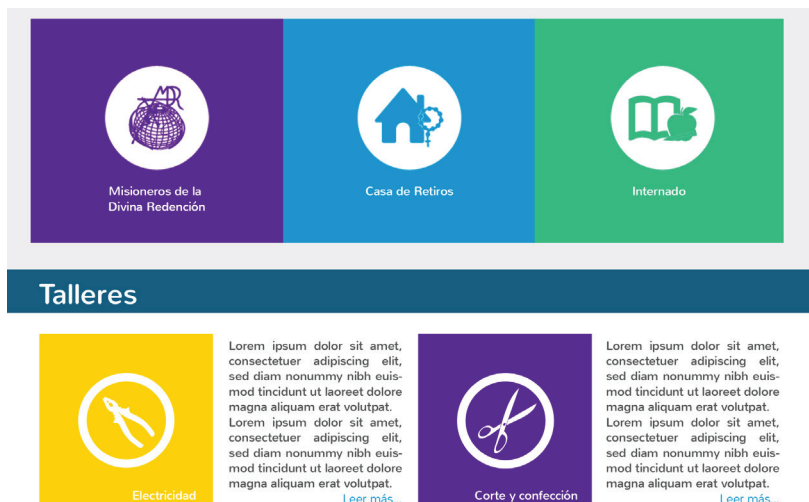 MR
Misioneros de la
Divina Redención
Casa de Retiros
Internado
Talleres
Electricidad
Lorem ipsum dolor sit amet,
consectetuer adipiscing elit,
sed diam nonummy nibh euis-
mod tincidunt ut laoreet dolore
magna aliquam erat volutpat.
Lorem ipsum dolor sit amet,
consectetuer adipiscing elit,
sed diam nonummy nibh euis-
mod tincidunt ut laoreet dolore
magna aliquam erat volutpat.
Leer más...
Corte y confección
Lorem ipsum dolor sit amet,
consectetuer adipiscing elit,
sed diam nonummy nibh euis-
mod tincidunt ut laoreet dolore
magna aliquam erat volutpat.
Lorem ipsum dolor sit amet,
consectetuer adipiscing elit,
sed diam nonummy nibh euis-
mod tincidunt ut laoreet dolore
magna aliquam erat volutpat.
Leer más...